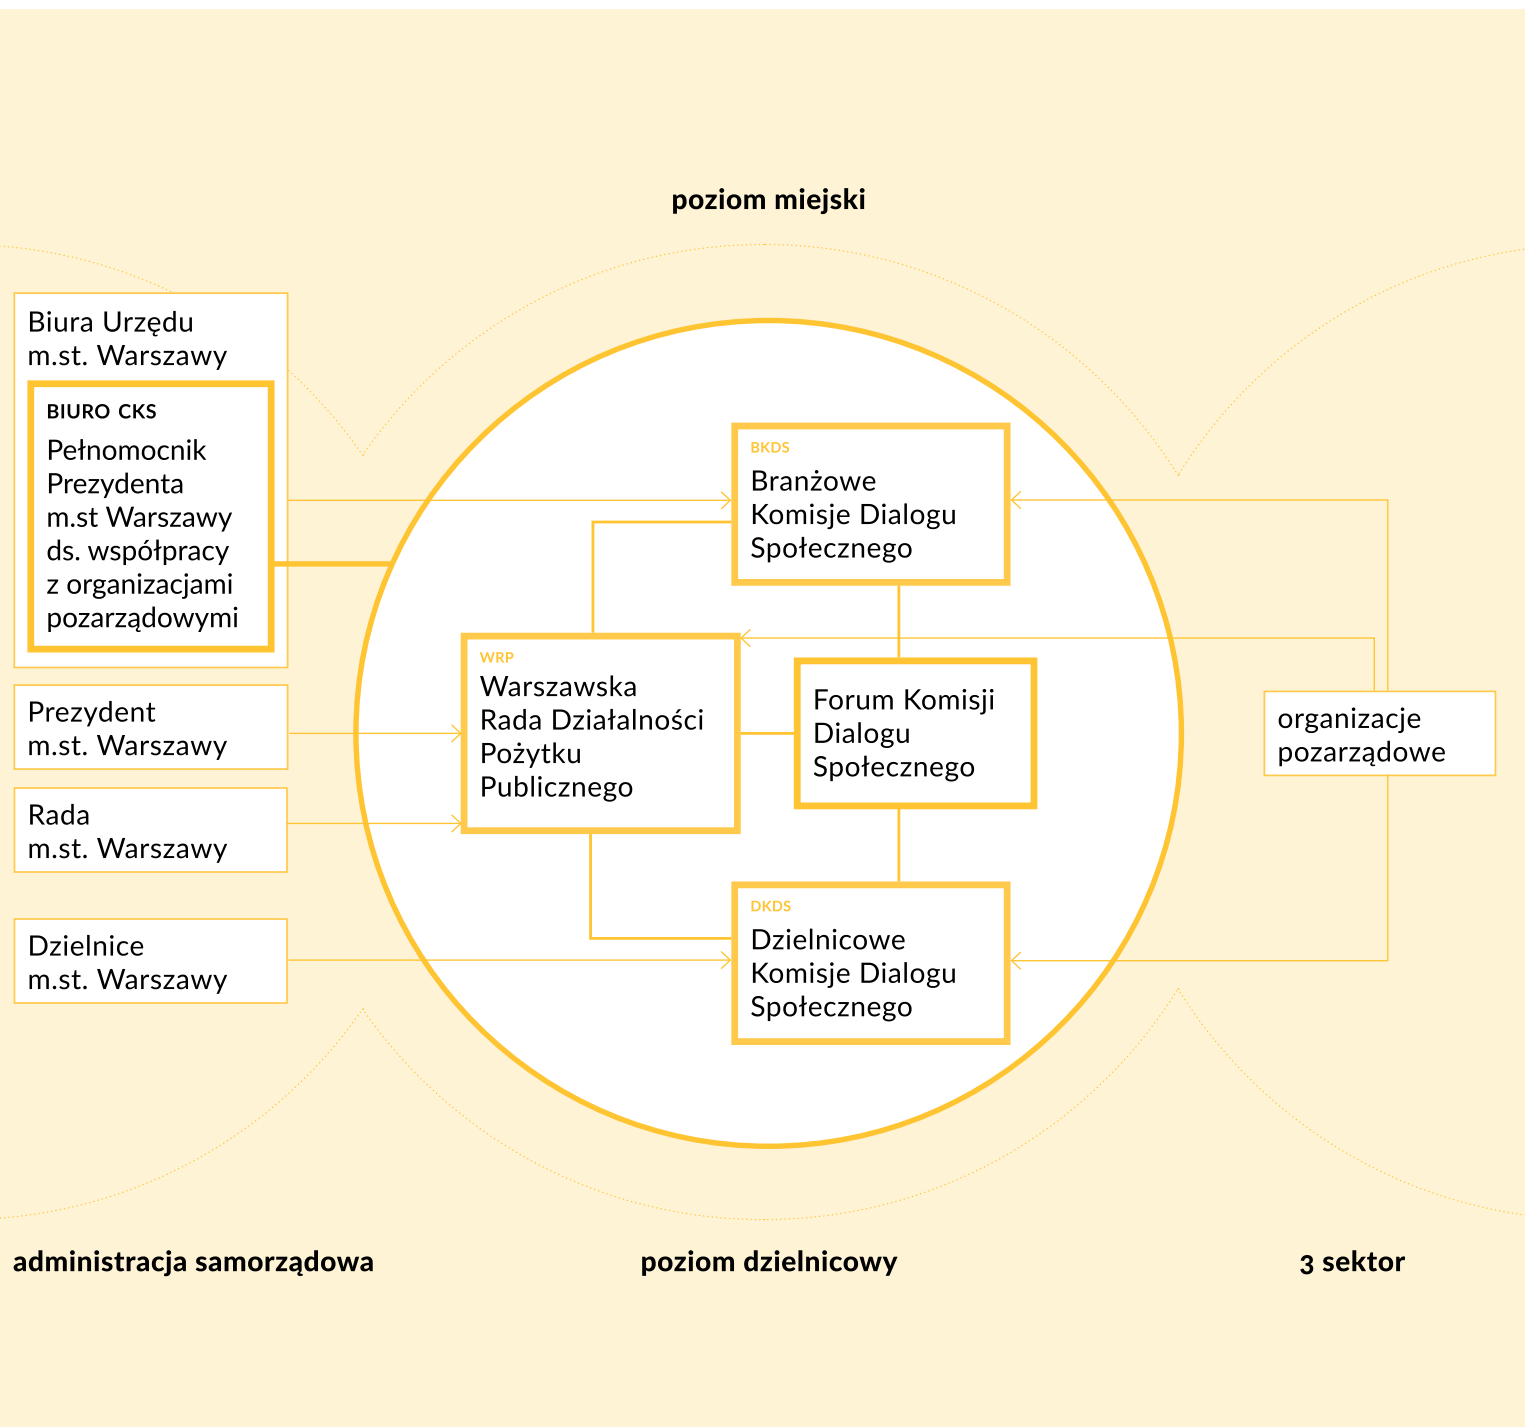 poziom miejski
Biura Urzędu
m.st. Warszawy
BIURO CKS
Pełnomocnik
Prezydenta
m.st Warszawy
ds. współpracy
z organizacjami
pozarządowymi
Prezydent
m.st. Warszawy
Rada
m.st. Warszawy
Dzielnice
m.st. Warszawy
BKDS
Branżowe
Komisje Dialogu
Społecznego
WRP
Warszawska
Rada Działalności
Pożytku
Publicznego
Forum Komisji
Dialogu
Społecznego
DKDS
Dzielnicowe
Komisje Dialogu
Społecznego
organizacje
pozarządowe
administracja samorządowa
poziom dzielnicowy
3 sektor